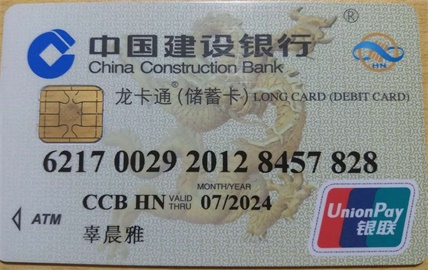 ®
中国建设银行
China Construction Bank
HN
龙卡通®(储蓄卡) LONG CARD (DEBIT CARD)
6217 0029 2012 8457 828
MONTH/YEAR
CCB HN VALID THRU 07/2024
ATM
辜晨雅
UnionPay
银联